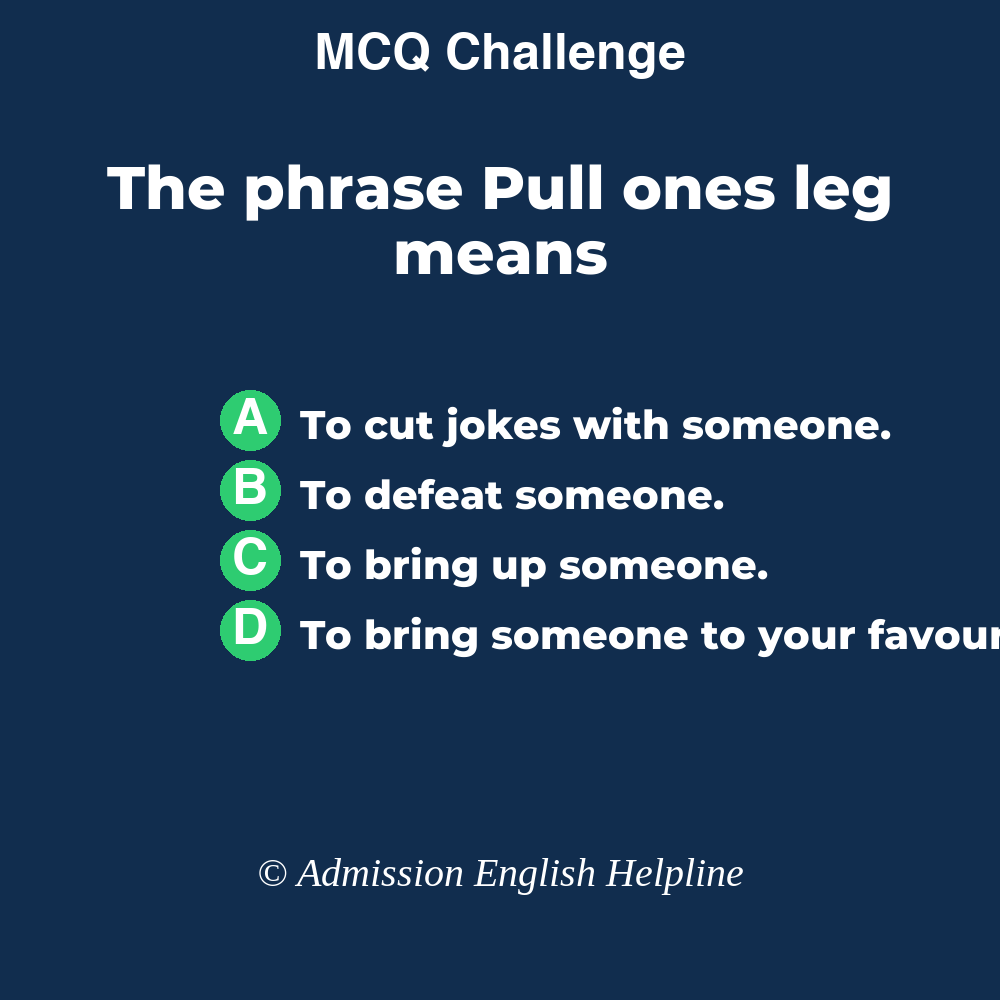 MCQ Challenge
The phrase Pull ones leg
means
A To cut jokes with someone.
B To defeat someone.
C To bring up someone.
D To bring someone to your favour
© Admission English Helpline